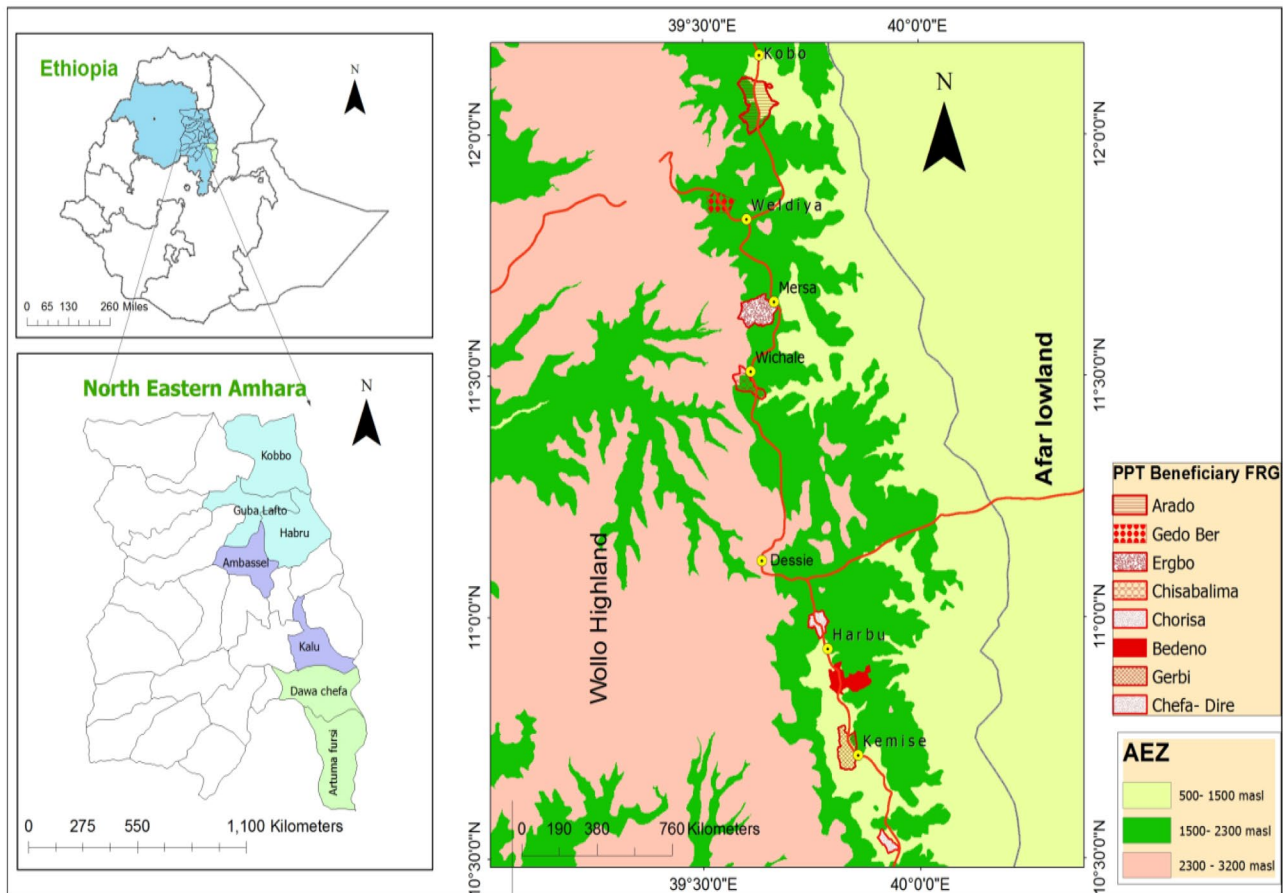 Ethiopia
N
0 65 130 260 Miles
North Eastern Amhara
N
Kobbo
Guba Lafto
Habru
Ambassel
Kalu
Dawa chefa
Artuma fursi
0 275 550 1,100 Kilometers
39°30'0"E 40°0'0"E
Kobo
N
12°0'0"N 12°0'0"N
Weldiya
Mersa
Wichale
11°30'0"N 11°30'0"N
Afar lowland
Wollo Highland
Dessie
11°0'0"N 11°0'0"N
Harbu
Kemise
0 190 380 760 Kilometers
10°30'0"N 10°30'0"N
39°30'0"E 40°0'0"E
PPT Beneficiary FRG
Arado
Gedo Ber
Ergbo
Chisabalima
Chorisa
Bedeno
Gerbi
Chefa- Dire
AEZ
500- 1500 masl
1500- 2300 masl
2300 - 3200 masl